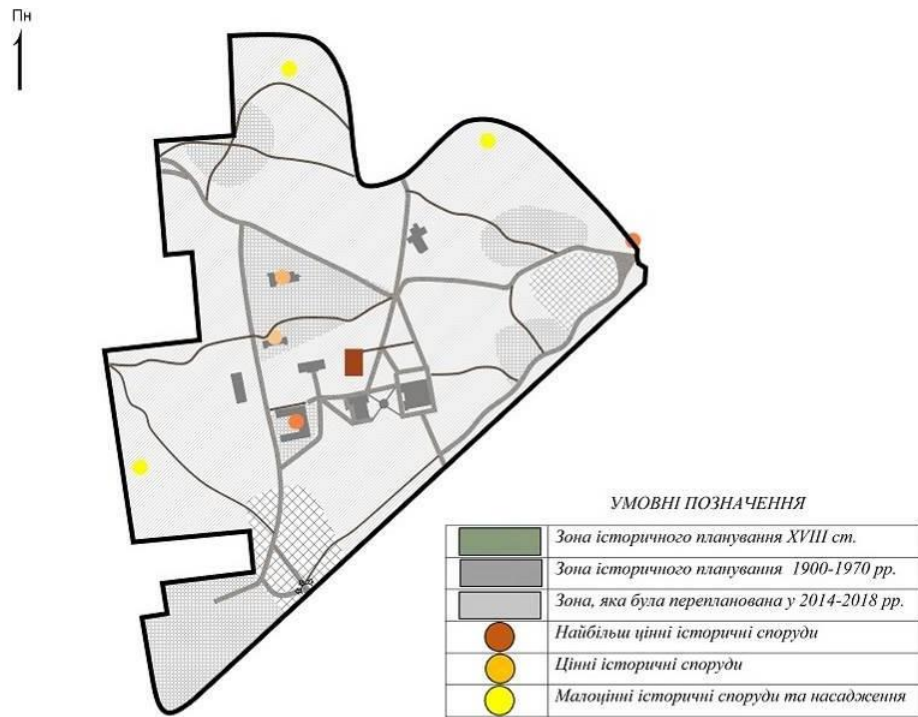 Пн
УМОВНІ ПОЗНАЧЕННЯ
Зона історичного планування XVIII ст.
Зона історичного планування 1900-1970 рр.
Зона, яка була перепланована у 2014-2018 рр.
Найбільш цінні історичні споруди
Цінні історичні споруди
Малоцінні історичні споруди та насадження